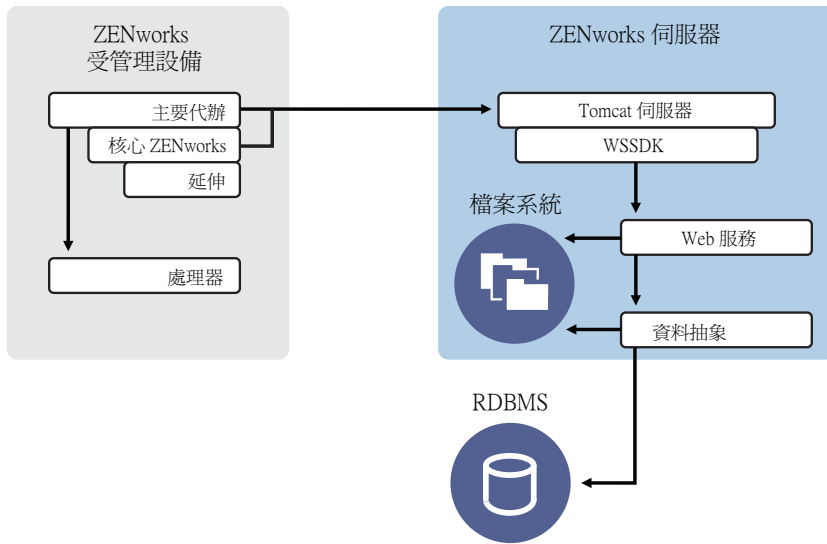 ZENworks
受管理設備
主要代辦
核心 ZENworks
延伸
處理器
ZENworks 伺服器
Tomcat 伺服器
WSSDK
檔案系統
Web 服務
資料抽象
RDBMS